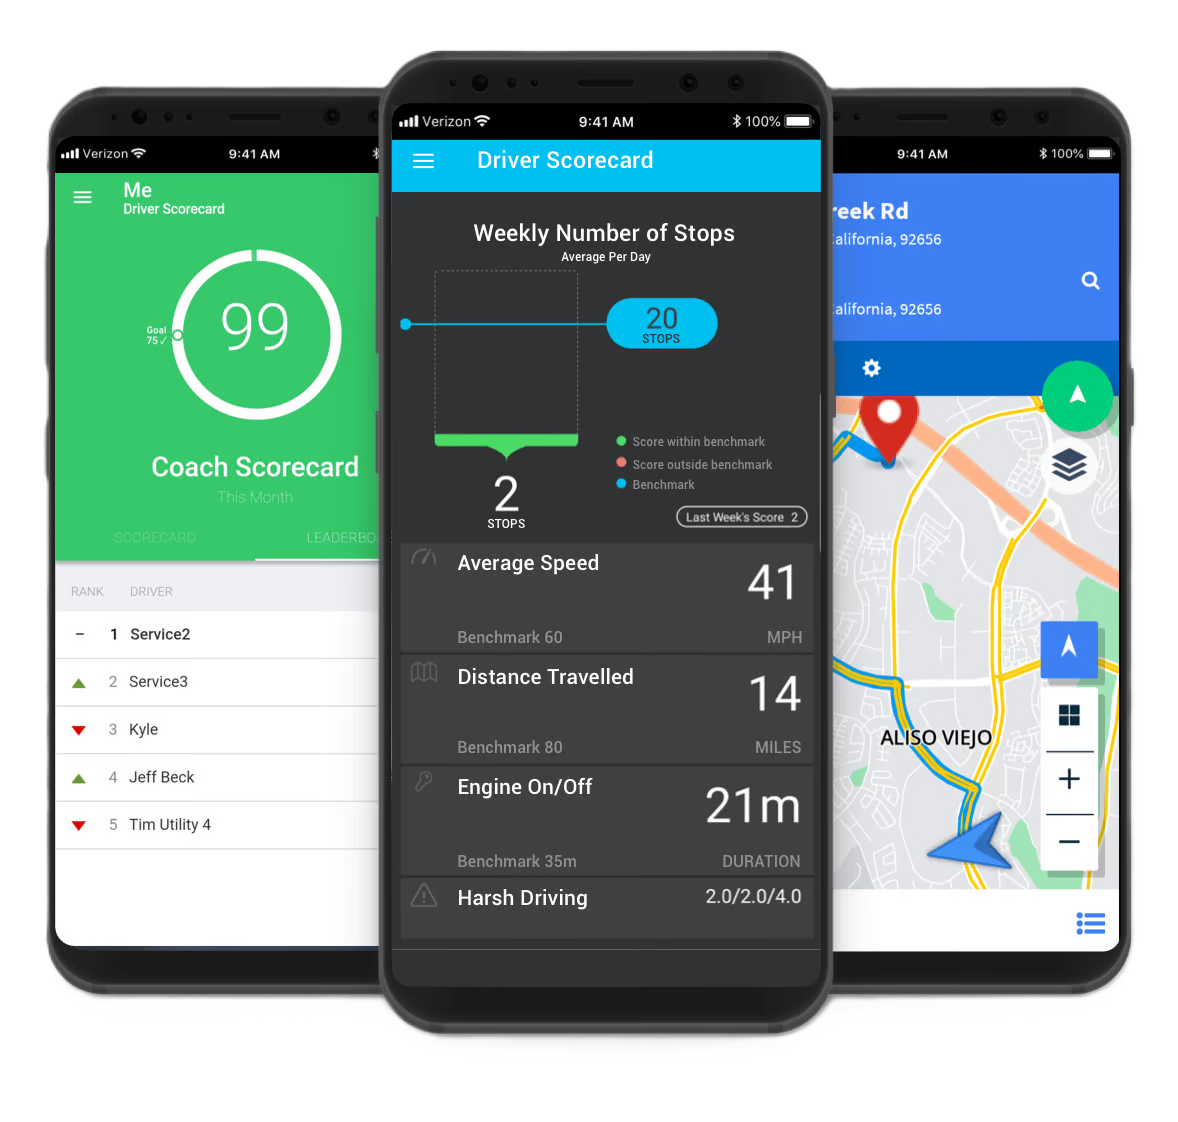 Verizon 9:41 AM
Me
Driver Scorecard
99
Goal
75 ✓
Coach Scorecard
This Month
SCORECARD LEADERBO
RANK DRIVER
– 1 Service2
2 Service3
3 Kyle
4 Jeff Beck
5 Tim Utility 4
Verizon 9:41 AM 100%
Driver Scorecard
Weekly Number of Stops
Average Per Day
20
STOPS
Score within benchmark
Score outside benchmark
Benchmark
2
STOPS
Last Week's Score 2
Average Speed
41
Benchmark 60 MPH
Distance Travelled
14
Benchmark 80 MILES
Engine On/Off
21m
Benchmark 35m DURATION
Harsh Driving 2.0/2.0/4.0
9:41 AM 100%
reek Rd
alifornia, 92656
alifornia, 92656
ALISO VIEJO